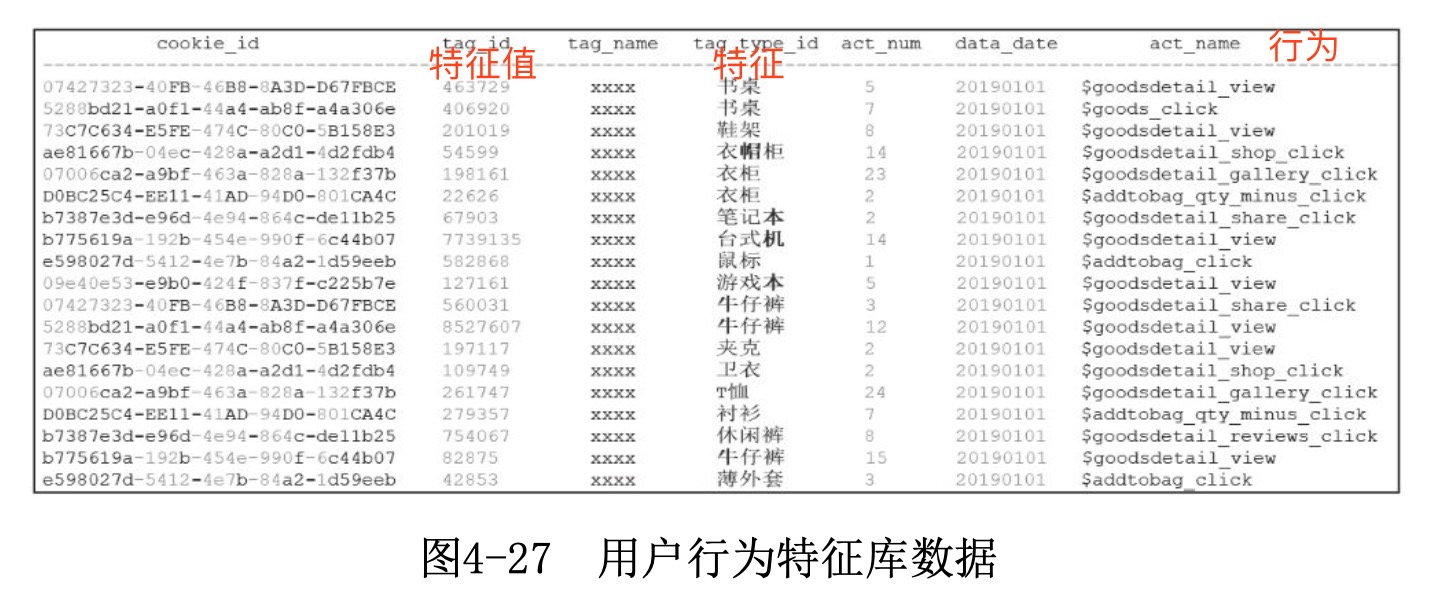 cookie_id tag_id tag_name tag_type_id act_num data_date act_name 行为
特征值 特征
07427323-40FB-46B8-8A3D-D67FBCE 463729 xxxx 书桌 5 20190101 $goodsdetail_view
5288bd21-a0f1-44a4-ab8f-a4a306e 406920 xxxx 书桌 7 20190101 $goods_click
73C7C634-E5FE-474C-80C0-5B158E3 201019 xxxx 鞋架 8 20190101 $goodsdetail_view
ae81667b-04ec-428a-a2d1-4d2fdb4 54599 xxxx 衣帽柜 14 20190101 $goodsdetail_shop_click
07006ca2-a9bf-463a-828a-132f37b 198161 xxxx 衣柜 23 20190101 $goodsdetail_gallery_click
D0BC25C4-EE11-41AD-94D0-801CA4C 22626 xxxx 衣柜 2 20190101 $addtobag_qty_minus_click
b7387e3d-e96d-4e94-864c-de11b25 67903 xxxx 笔记本 2 20190101 $goodsdetail_share_click
b775619a-192b-454e-990f-6c44b07 7739135 xxxx 台式机 14 20190101 $goodsdetail_view
e598027d-5412-4e7b-84a2-1d59eeb 582868 xxxx 鼠标 1 20190101 $addtobag_click
09e40e53-e9b0-424f-837f-c225b7e 127161 xxxx 游戏本 5 20190101 $goodsdetail_view
07427323-40FB-46B8-8A3D-D67FBCE 560031 xxxx 牛仔裤 3 20190101 $goodsdetail_share_click
5288bd21-a0f1-44a4-ab8f-a4a306e 8527607 xxxx 牛仔裤 12 20190101 $goodsdetail_view
73C7C634-E5FE-474C-80C0-5B158E3 197117 xxxx 夹克 2 20190101 $goodsdetail_view
ae81667b-04ec-428a-a2d1-4d2fdb4 109749 xxxx 卫衣 2 20190101 $goodsdetail_shop_click
07006ca2-a9bf-463a-828a-132f37b 261747 xxxx T恤 24 20190101 $goodsdetail_gallery_click
D0BC25C4-EE11-41AD-94D0-801CA4C 279357 xxxx 衬衫 7 20190101 $addtobag_qty_minus_click
b7387e3d-e96d-4e94-864c-de11b25 754067 xxxx 休闲裤 8 20190101 $goodsdetail_reviews_click
b775619a-192b-454e-990f-6c44b07 82875 xxxx 牛仔裤 15 20190101 $goodsdetail_view
e598027d-5412-4e7b-84a2-1d59eeb 42853 xxxx 薄外套 3 20190101 $addtobag_click
图4-27 用户行为特征库数据